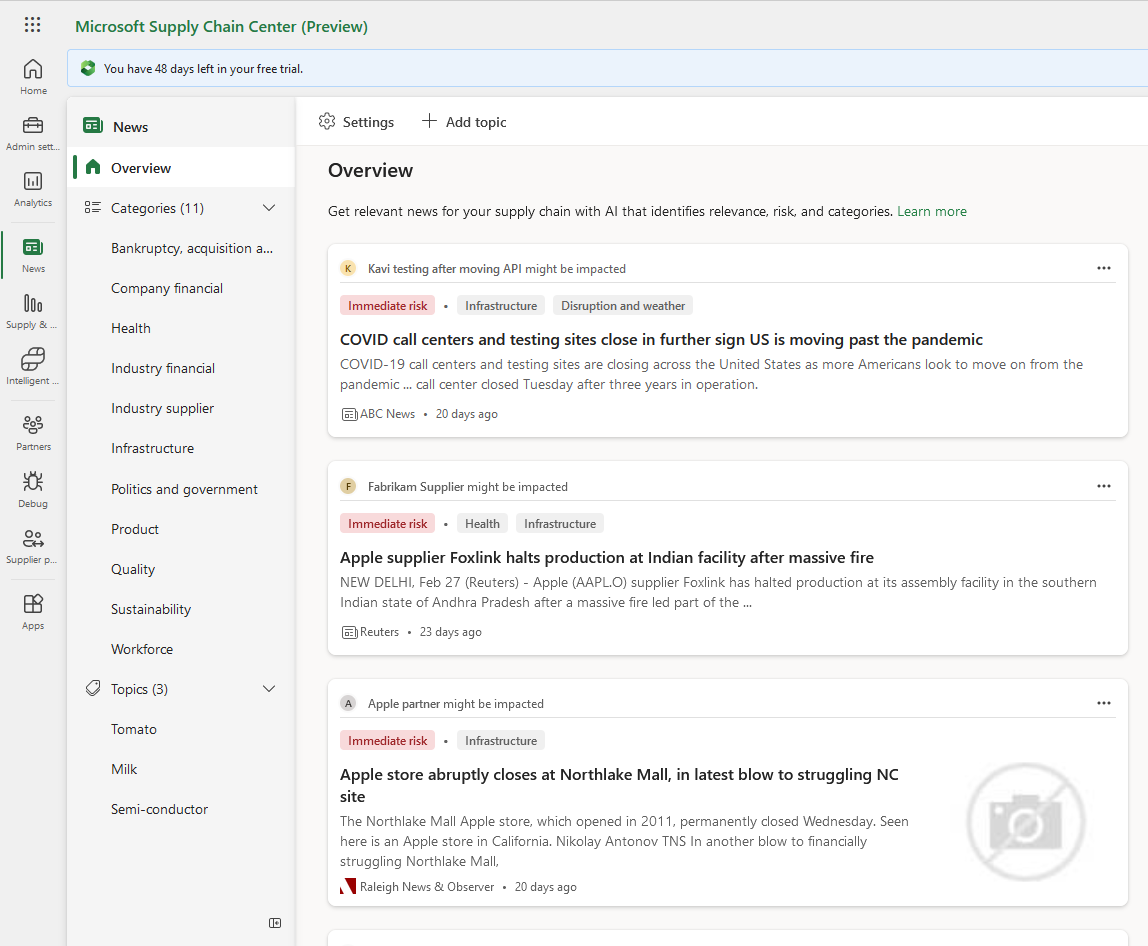 Microsoft Supply Chain Center (Preview)
You have 48 days left in your free trial.
Home
Admin sett...
Analytics
News
Supply & ...
Intelligent ...
Partners
Debug
Supplier p...
Apps
News
Overview
Categories (11)
Bankruptcy, acquisition a...
Company financial
Health
Industry financial
Industry supplier
Infrastructure
Politics and government
Product
Quality
Sustainability
Workforce
Topics (3)
Tomato
Milk
Semi-conductor
Settings
Add topic
Overview
Get relevant news for your supply chain with AI that identifies relevance, risk, and categories. Learn more
K Kavi testing after moving API might be impacted
Immediate risk • Infrastructure Disruption and weather
COVID call centers and testing sites close in further sign US is moving past the pandemic
COVID-19 call centers and testing sites are closing across the United States as more Americans look to move on from the
pandemic ... call center closed Tuesday after three years in operation.
ABC News • 20 days ago
F Fabrikam Supplier might be impacted
Immediate risk • Health Infrastructure
Apple supplier Foxlink halts production at Indian facility after massive fire
NEW DELHI, Feb 27 (Reuters) - Apple (AAPL.O) supplier Foxlink has halted production at its assembly facility in the southern
Indian state of Andhra Pradesh after a massive fire led part of the ...
Reuters • 23 days ago
A Apple partner might be impacted
Immediate risk • Infrastructure
Apple store abruptly closes at Northlake Mall, in latest blow to struggling NC
site
The Northlake Mall Apple store, which opened in 2011, permanently closed Wednesday. Seen
here is an Apple store in California. Nikolay Antonov TNS In another blow to financially
struggling Northlake Mall,
Raleigh News & Observer • 20 days ago